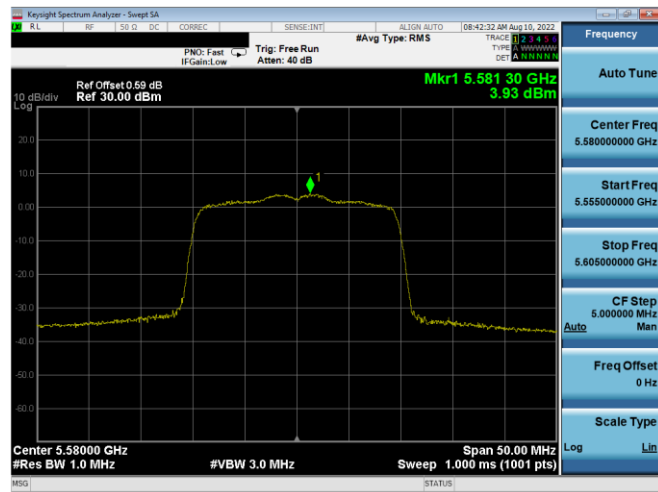 Keysight Spectrum Analyzer - Swept SA
RL RF 50 Ω DC CORREC SENSE:INT ALIGN AUTO 08:42:32 AM Aug 10, 2022
#Avg Type: RMS
TRACE 1 2 3 4 5 6
TYPE A WWWWW
DET A N N N N N
PNO: Fast Trig: Free Run
IFGain:Low Atten: 40 dB
Frequency
Mkr1 5.581 30 GHz
3.93 dBm
Ref Offset 0.59 dB
10 dB/div Ref 30.00 dBm
Log
20.0
10.0
0.00
-10.0
-20.0
-30.0
-40.0
-50.0
-60.0
1
Center 5.58000 GHz Span 50.00 MHz
#Res BW 1.0 MHz #VBW 3.0 MHz Sweep 1.000 ms (1001 pts)
Auto Tune
Center Freq
5.580000000 GHz
Start Freq
5.555000000 GHz
Stop Freq
5.605000000 GHz
CF Step
5.000000 MHz
Auto Man
Freq Offset
0 Hz
Scale Type
Log Lin
MSG STATUS